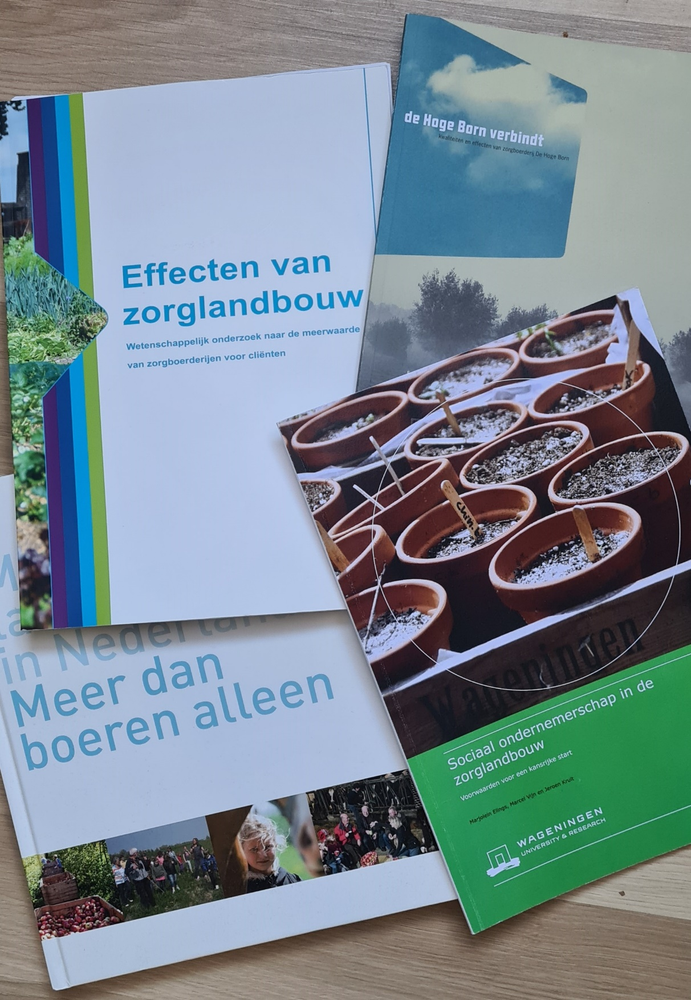 de Hoge Born verbindt
kwaliteiten en effecten van zorgboerderij De Hoge Born
Effecten van
zorglandbouw
Wetenschappelijk onderzoek naar de meerwaarde
van zorgboerderijen voor cliënten
in Nederland
Meer dan
boeren alleen
Wageningen
Sociaal ondernemerschap in de
zorglandbouw
Voorwaarden voor een kansrijke start
Marjolein Elings, Marcel Vijn en Jeroen Kruit
WAGENINGEN
UNIVERSITY & RESEARCH